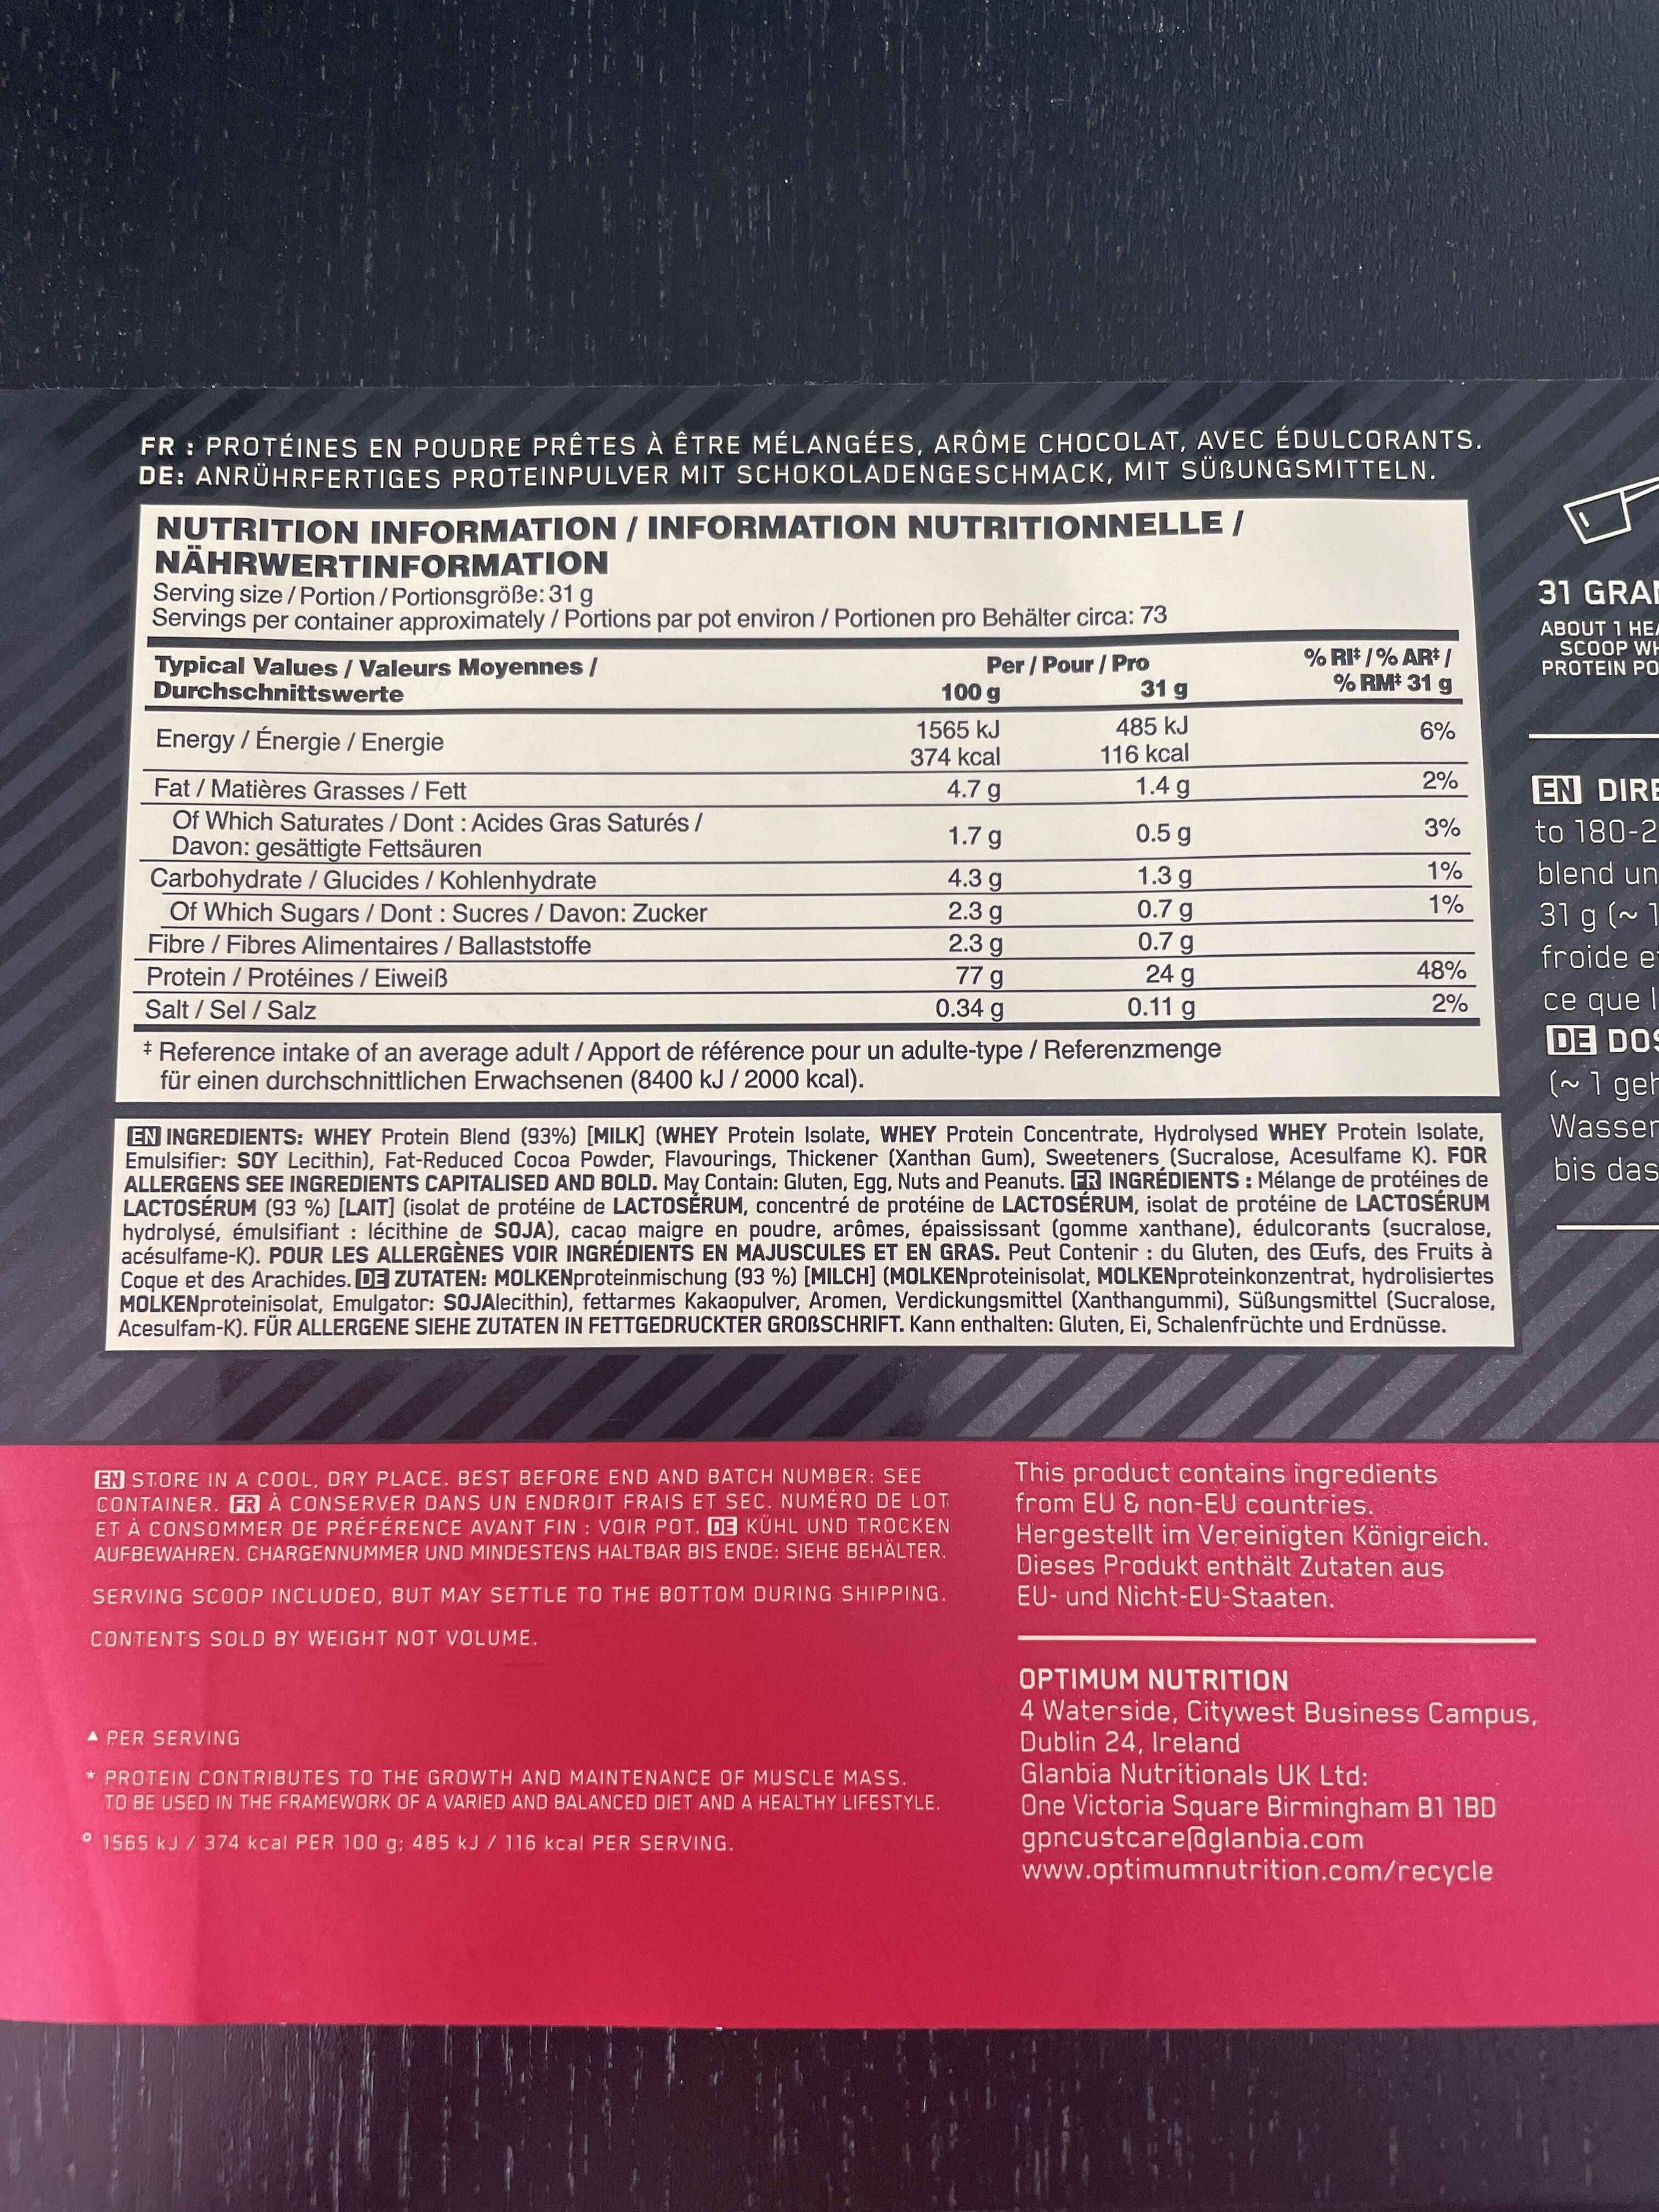 FR : PROTÉINES EN POUDRE PRÊTES À ÊTRE MÉLANGÉES, ARÔME CHOCOLAT, AVEC ÉDULCORANTS.
DE: ANRÜHRFERTIGES PROTEINPULVER MIT SCHOKOLADENGESCHMACK, MIT SÜßUNGSMITTELN.
NUTRITION INFORMATION / INFORMATION NUTRITIONNELLE /
NÄHRWERTINFORMATION
Serving size / Portion / Portionsgröße: 31 g
Servings per container approximately / Portions par pot environ / Portionen pro Behälter circa: 73
Typical Values / Valeurs Moyennes / Per / Pour / Pro % RI‡ / % AR‡ /
Durchschnittswerte 100 g 31 g % RM‡ 31 g
Energy / Énergie / Energie 1565 kJ 485 kJ 6%
374 kcal 116 kcal
Fat / Matières Grasses / Fett 4.7 g 1.4 g 2%
Of Which Saturates / Dont : Acides Gras Saturés /
Davon: gesättigte Fettsäuren 1.7 g 0.5 g 3%
Carbohydrate / Glucides / Kohlenhydrate 4.3 g 1.3 g 1%
Of Which Sugars / Dont : Sucres / Davon: Zucker 2.3 g 0.7 g 1%
Fibre / Fibres Alimentaires / Ballaststoffe 2.3 g 0.7 g
Protein / Protéines / Eiweiß 77 g 24 g 48%
Salt / Sel / Salz 0.34 g 0.11 g 2%
‡ Reference intake of an average adult / Apport de référence pour un adulte-type / Referenzmenge
für einen durchschnittlichen Erwachsenen (8400 kJ / 2000 kcal).
EN INGREDIENTS: WHEY Protein Blend (93%) [MILK] (WHEY Protein Isolate, WHEY Protein Concentrate, Hydrolysed WHEY Protein Isolate,
Emulsifier: SOY Lecithin), Fat-Reduced Cocoa Powder, Flavourings, Thickener (Xanthan Gum), Sweeteners (Sucralose, Acesulfame K). FOR
ALLERGENS SEE INGREDIENTS CAPITALISED AND BOLD. May Contain: Gluten, Egg, Nuts and Peanuts. FR INGRÉDIENTS : Mélange de protéines de
LACTOSÉRUM (93 %) [LAIT] (isolat de protéine de LACTOSÉRUM, concentré de protéine de LACTOSÉRUM, isolat de protéine de LACTOSÉRUM
hydrolysé, émulsifiant : lécithine de SOJA), cacao maigre en poudre, arômes, épaississant (gomme xanthane), édulcorants (sucralose,
acésulfame-K). POUR LES ALLERGÈNES VOIR INGRÉDIENTS EN MAJUSCULES ET EN GRAS. Peut Contenir : du Gluten, des Œufs, des Fruits à
Coque et des Arachides. DE ZUTATEN: MOLKENproteinmischung (93 %) [MILCH] (MOLKENproteinisolat, MOLKENproteinkonzentrat, hydrolisiertes
MOLKENproteinisolat, Emulgator: SOJAlecithin), fettarmes Kakaopulver, Aromen, Verdickungsmittel (Xanthangummi), Süßungsmittel (Sucralose,
Acesulfam-K). FÜR ALLERGENE SIEHE ZUTATEN IN FETTGEDRUCKTER GROßSCHRIFT. Kann enthalten: Gluten, Ei, Schalenfrüchte und Erdnüsse.
31 GRA
ABOUT 1 HEA
SCOOP WH
PROTEIN PO
EN DIRE
to 180-2
blend un
31 g (~ 1
froide e
ce que l
DE DOS
(~ 1 geh
Wasser
bis das
EN STORE IN A COOL, DRY PLACE. BEST BEFORE END AND BATCH NUMBER: SEE
CONTAINER. FR À CONSERVER DANS UN ENDROIT FRAIS ET SEC. NUMÉRO DE LOT
ET À CONSOMMER DE PRÉFÉRENCE AVANT FIN : VOIR POT. DE KÜHL UND TROCKEN
AUFBEWAHREN. CHARGENNUMMER UND MINDESTENS HALTBAR BIS ENDE: SIEHE BEHÄLTER.
SERVING SCOOP INCLUDED, BUT MAY SETTLE TO THE BOTTOM DURING SHIPPING.
CONTENTS SOLD BY WEIGHT NOT VOLUME.
▲ PER SERVING
* PROTEIN CONTRIBUTES TO THE GROWTH AND MAINTENANCE OF MUSCLE MASS.
TO BE USED IN THE FRAMEWORK OF A VARIED AND BALANCED DIET AND A HEALTHY LIFESTYLE.
° 1565 kJ / 374 kcal PER 100 g; 485 kJ / 116 kcal PER SERVING.
This product contains ingredients
from EU & non-EU countries.
Hergestellt im Vereinigten Königreich.
Dieses Produkt enthält Zutaten aus
EU- und Nicht-EU-Staaten.
OPTIMUM NUTRITION
4 Waterside, Citywest Business Campus,
Dublin 24, Ireland
Glanbia Nutritionals UK Ltd:
One Victoria Square Birmingham B1 1BD
gpncustcare@glanbia.com
www.optimumnutrition.com/recycle